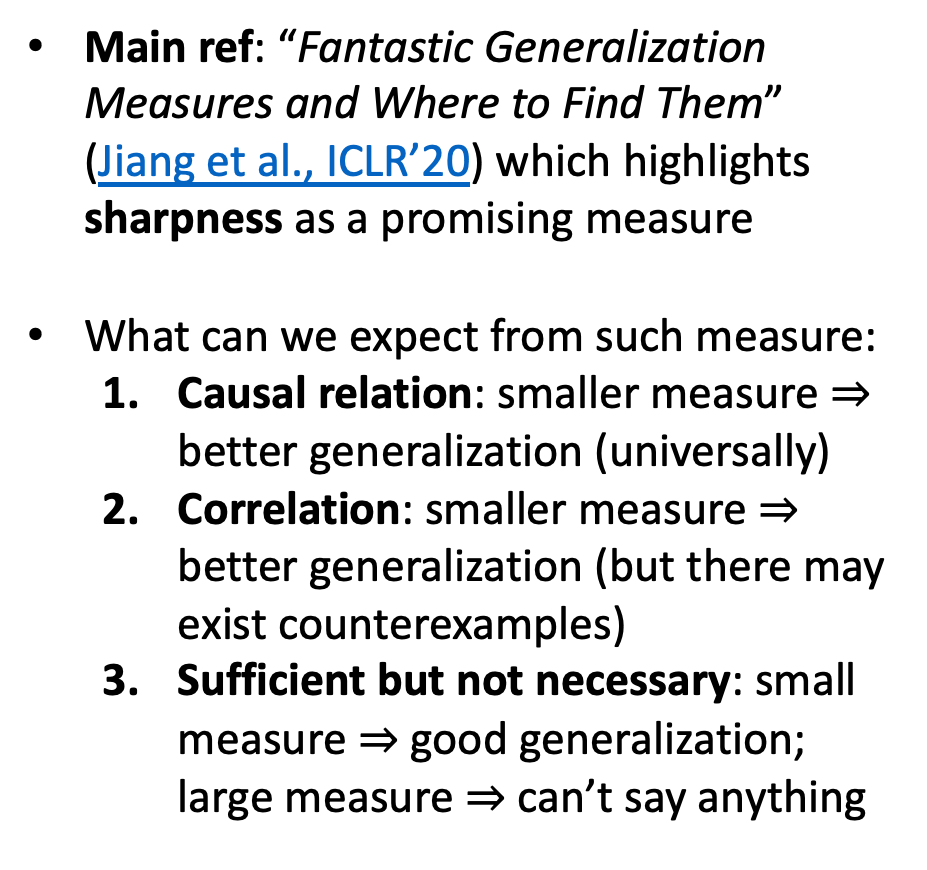 • Main ref: “Fantastic Generalization
Measures and Where to Find Them”
(Jiang et al., ICLR’20) which highlights
sharpness as a promising measure
• What can we expect from such measure:
1. Causal relation: smaller measure ⇒
better generalization (universally)
2. Correlation: smaller measure ⇒
better generalization (but there may
exist counterexamples)
3. Sufficient but not necessary: small
measure ⇒ good generalization;
large measure ⇒ can’t say anything